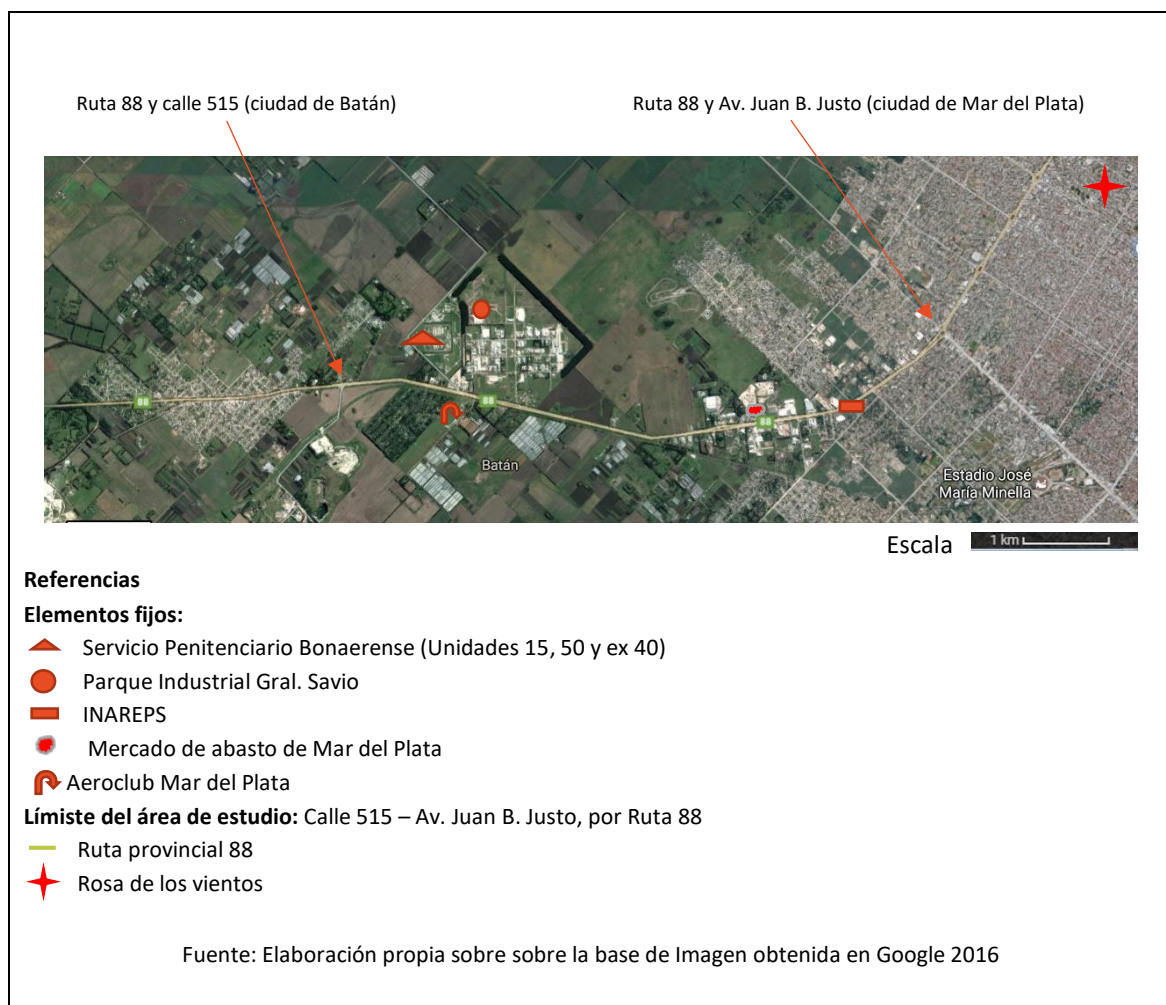 Ruta 88 y calle 515 (ciudad de Batán)
Ruta 88 y Av. Juan B. Justo (ciudad de Mar del Plata)
88
88
88
Batán
Estadio José
María Minella
Escala
1 km
Referencias
Elementos fijos:
Servicio Penitenciario Bonaerense (Unidades 15, 50 y ex 40)
Parque Industrial Gral. Savio
INAREPS
Mercado de abasto de Mar del Plata
Aeroclub Mar del Plata
Límiste del área de estudio: Calle 515 – Av. Juan B. Justo, por Ruta 88
Ruta provincial 88
Rosa de los vientos
Fuente: Elaboración propia sobre sobre la base de Imagen obtenida en Google 2016